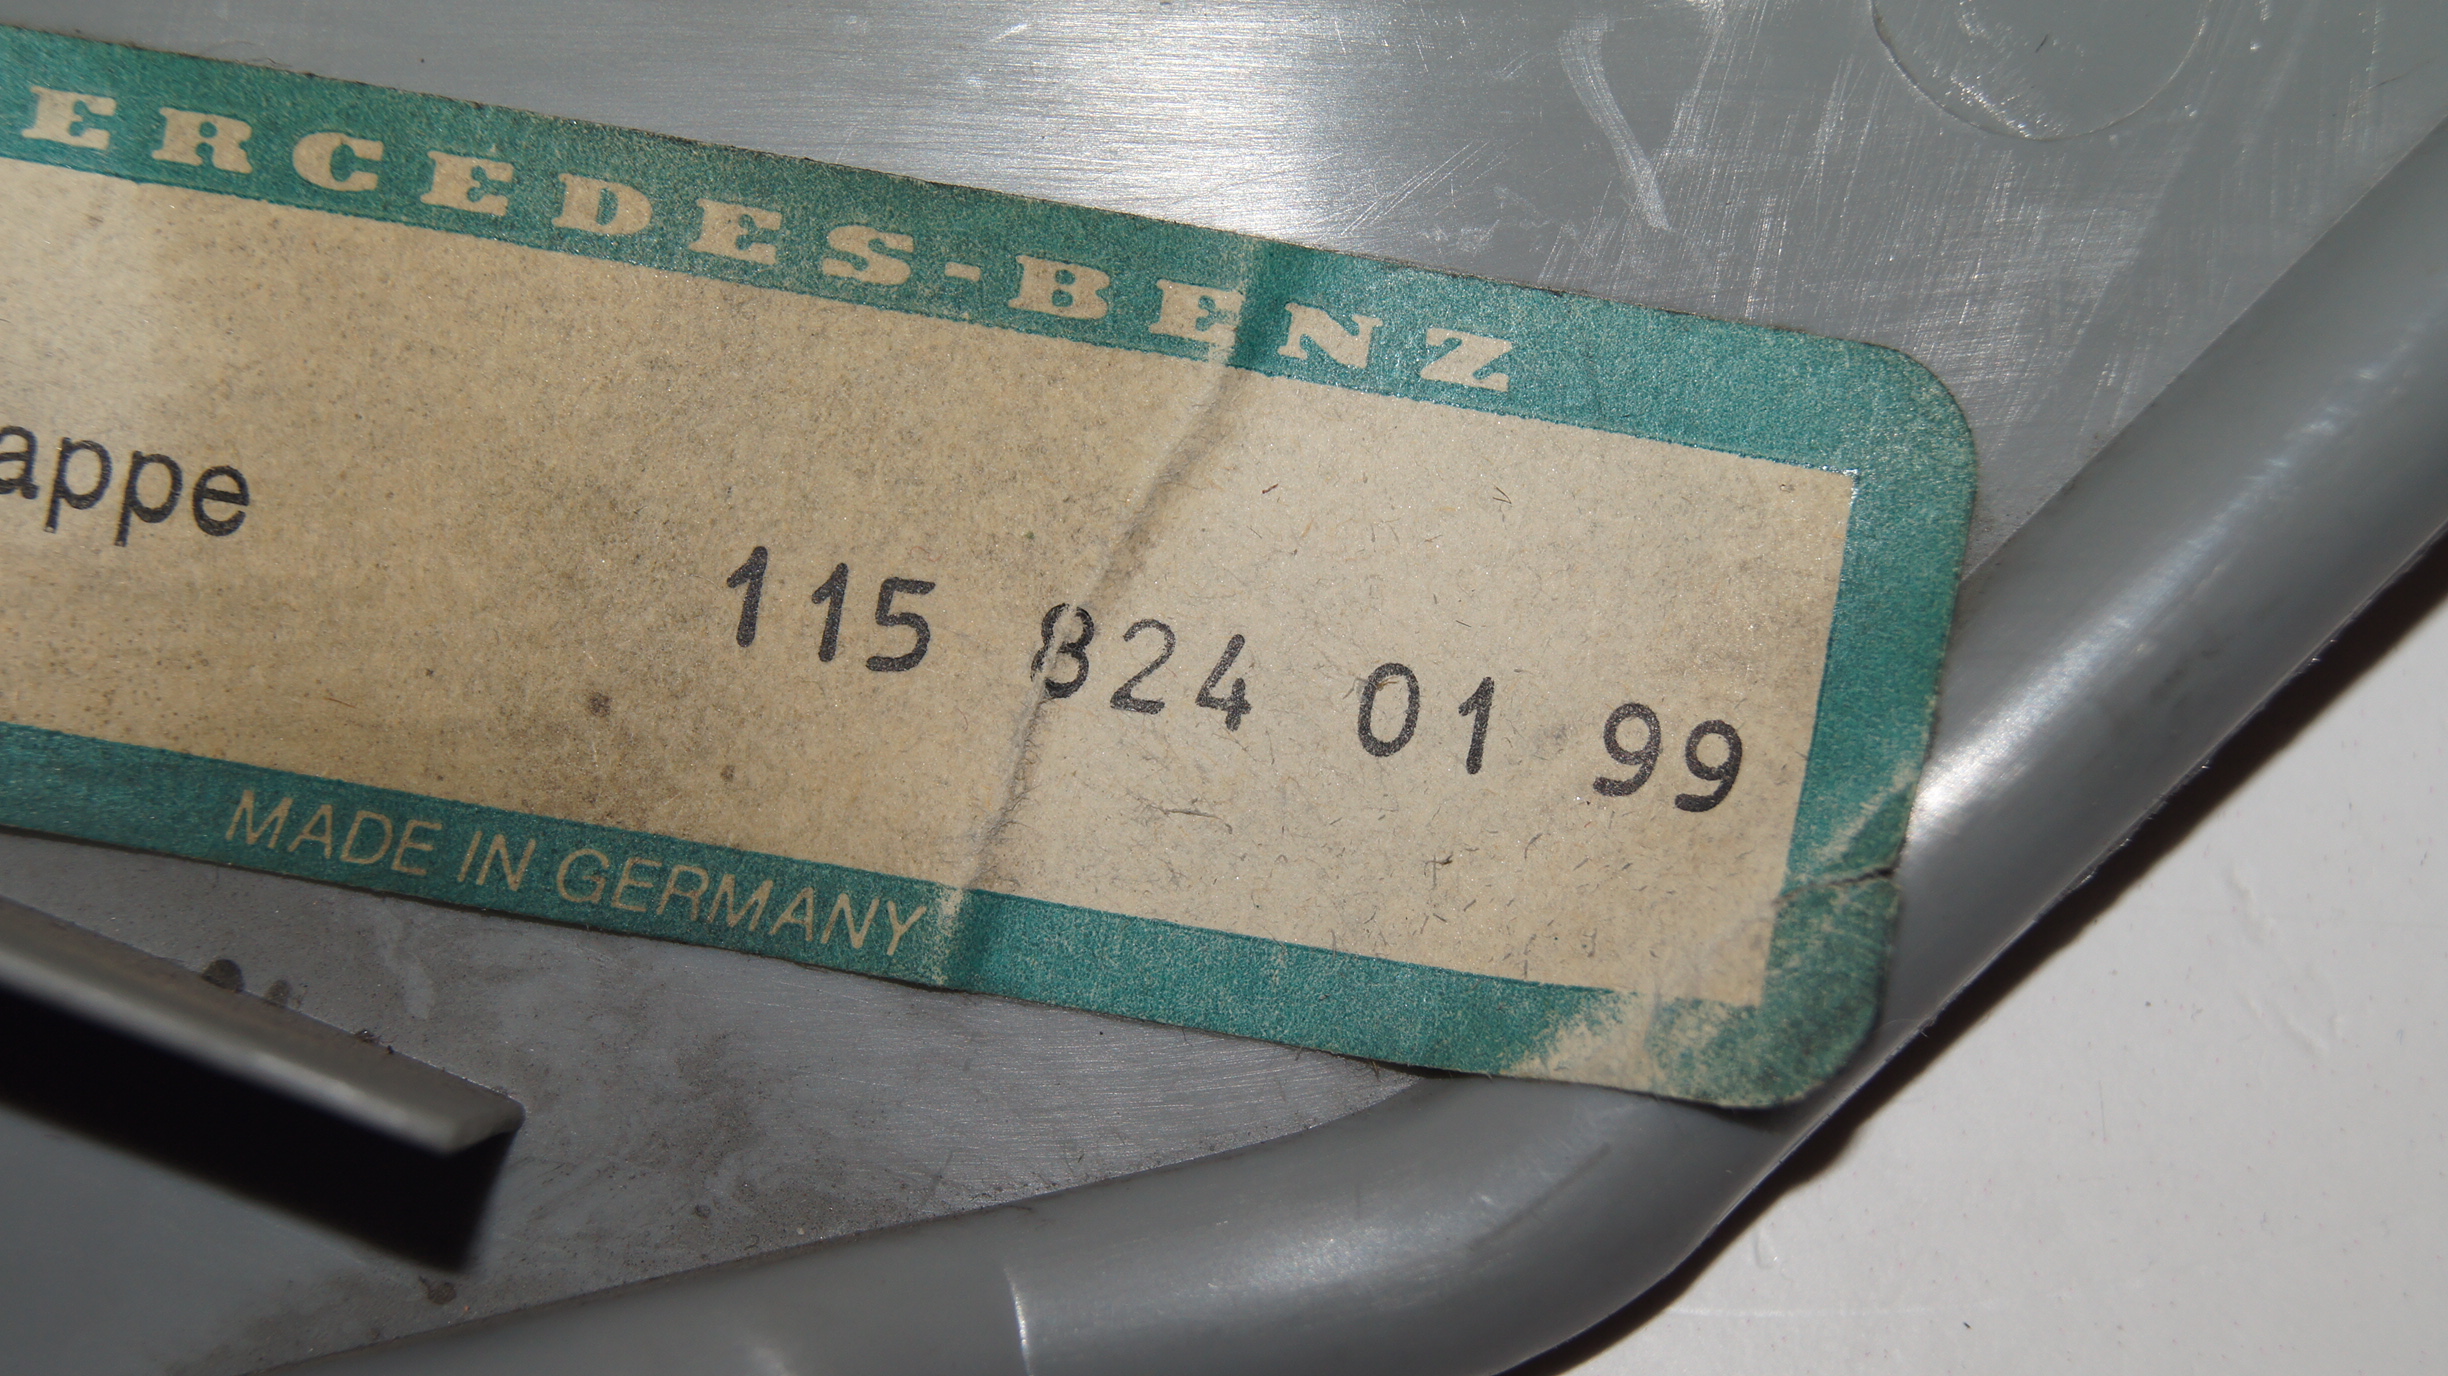 ERCEDES-BENZ
appe
115 824 01 99
MADE IN GERMANY